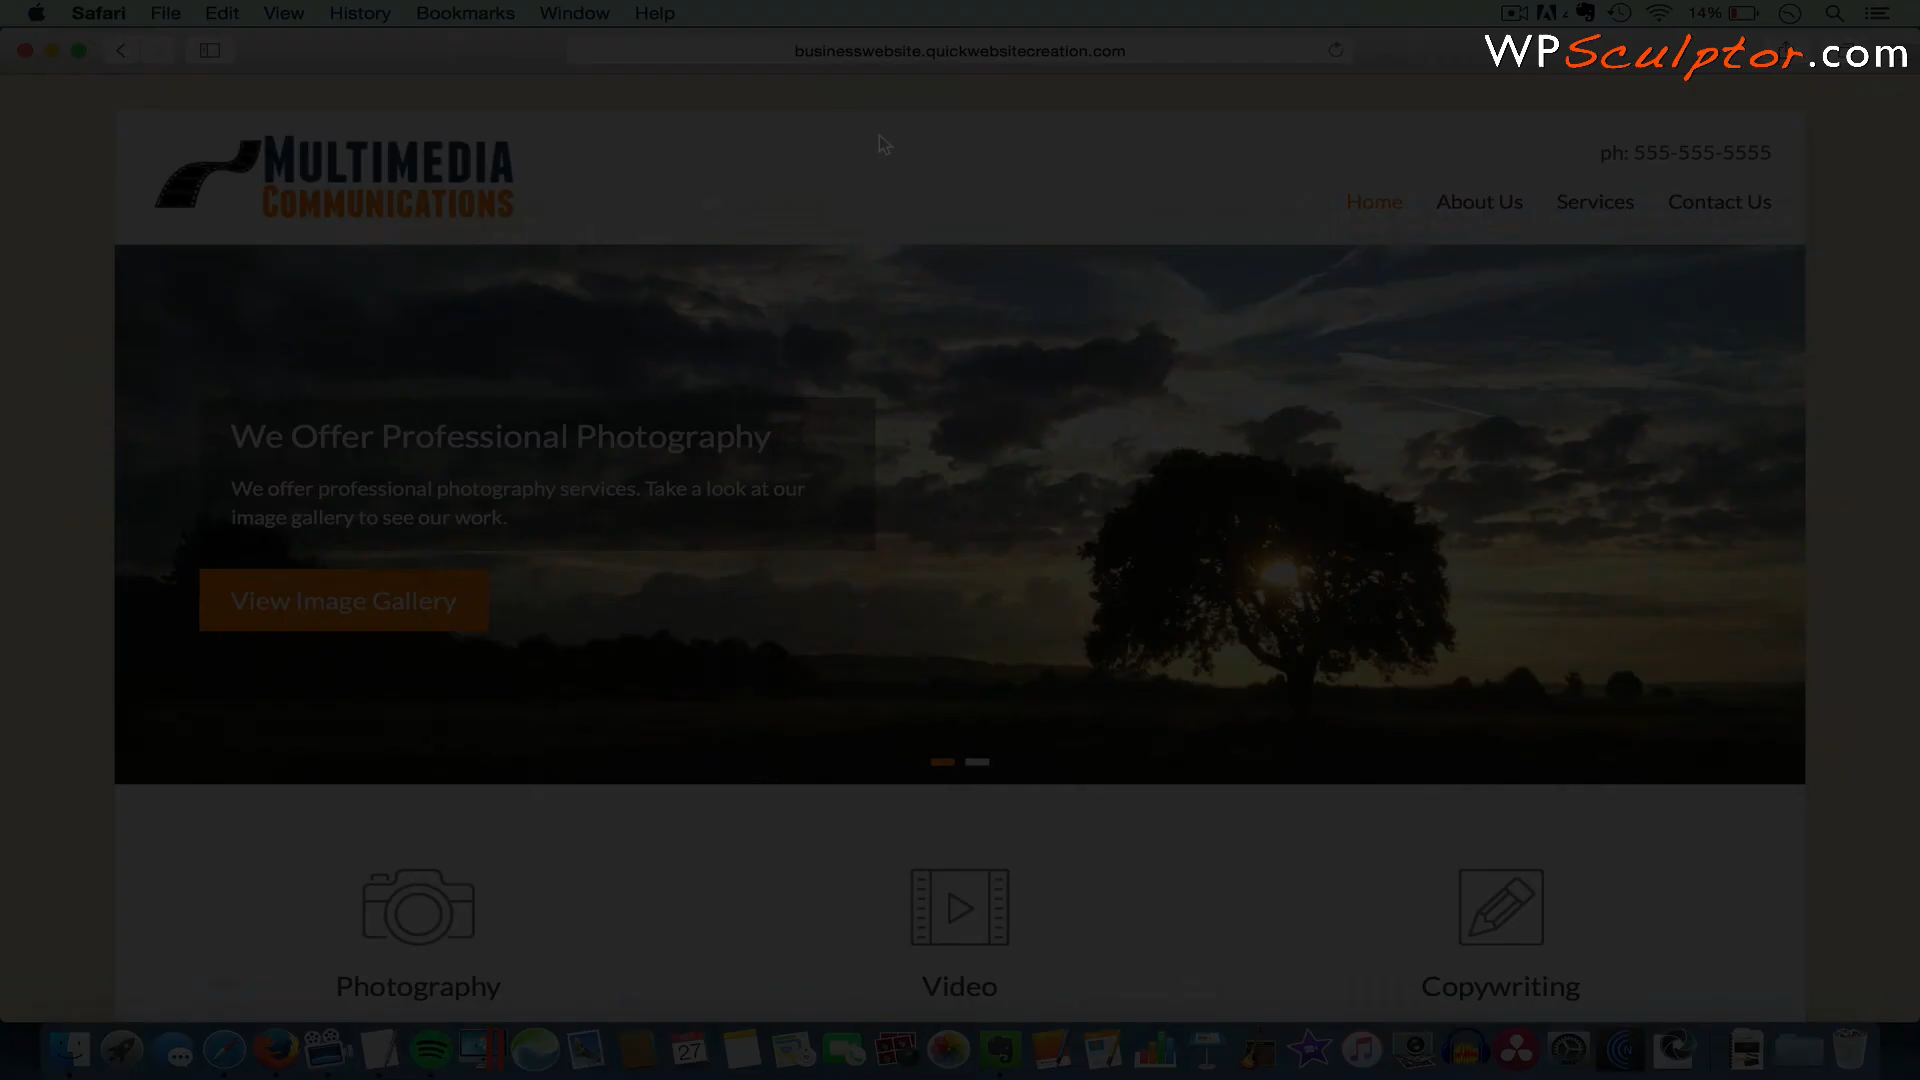 Safari File Edit View History Bookmarks Window Help 14%
businesswebsite.quickwebsitecreation.com
WPSculptor.com
MULTIMEDIA
COMMUNICATIONS
ph: 555-555-5555
Home About Us Services Contact Us
We Offer Professional Photography
We offer professional photography services. Take a look at our
image gallery to see our work.
View Image Gallery
Photography Video Copywriting
27